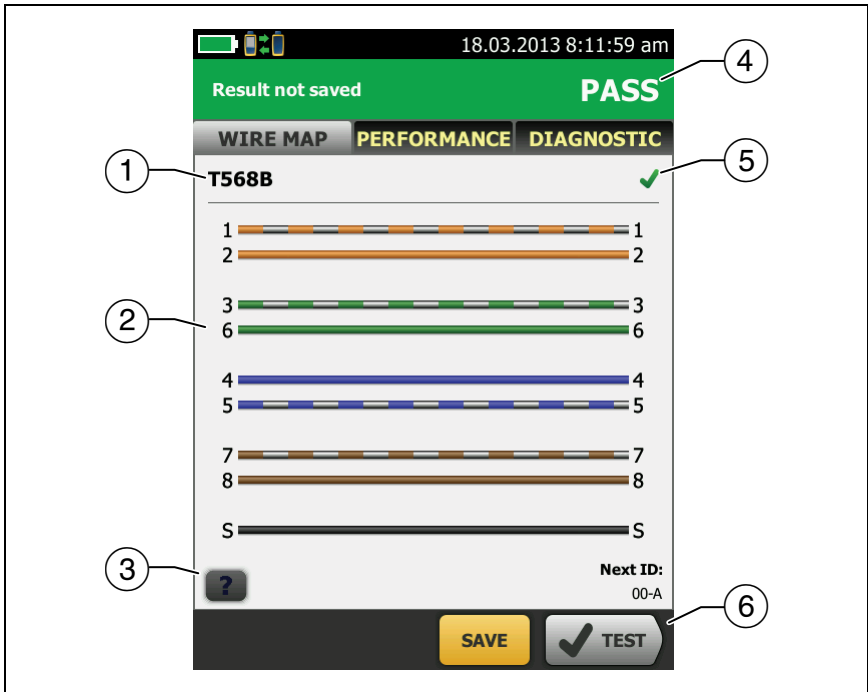 18.03.2013 8:11:59 am
4
Result not saved PASS
WIRE MAP PERFORMANCE DIAGNOSTIC
1
5
T568B
1 1
2 2
2
3 3
6 6
4 4
5 5
7 7
8 8
S S
3
?
Next ID:
00-A
6
SAVE TEST